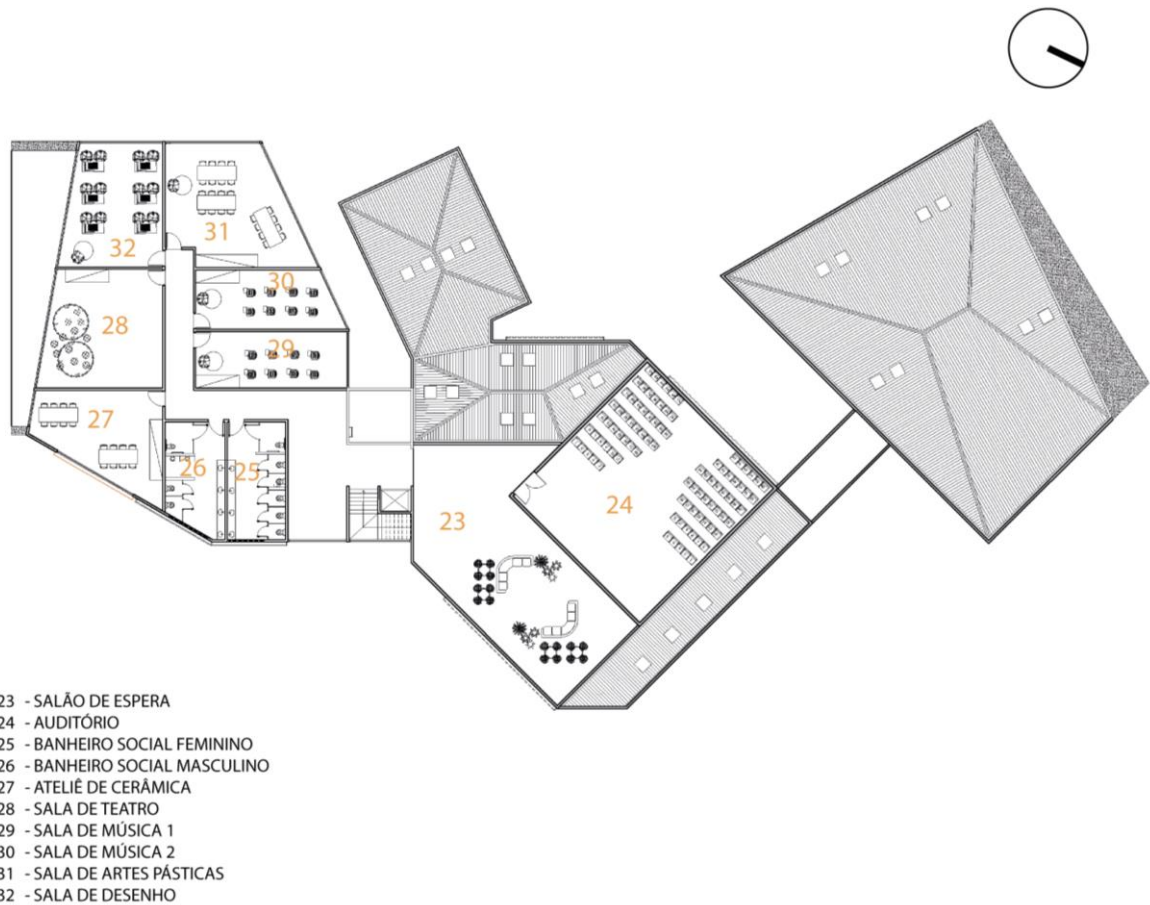 32
31
30
28
29
27
26
25
23
24
23 - SALÃO DE ESPERA
24 - AUDITÓRIO
25 - BANHEIRO SOCIAL FEMININO
26 - BANHEIRO SOCIAL MASCULINO
27 - ATELIÊ DE CERÂMICA
28 - SALA DE TEATRO
29 - SALA DE MÚSICA 1
30 - SALA DE MÚSICA 2
31 - SALA DE ARTES PÁSTICAS
32 - SALA DE DESENHO